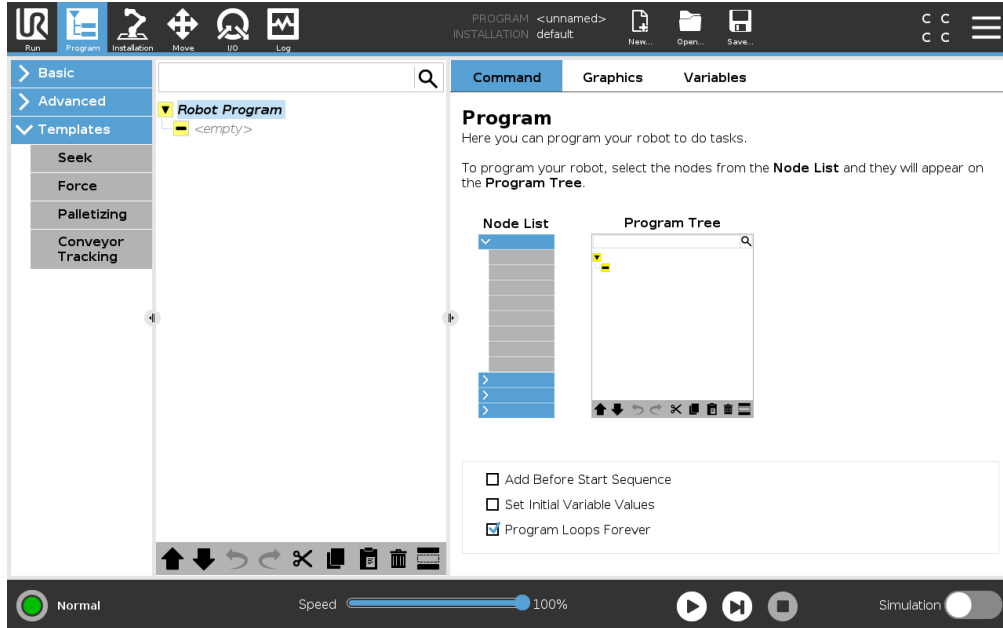 PROGRAM <unnamed>
INSTALLATION default
UR
Run
Program
Installation
Move
I/O
Log
New...
Open...
Save...
C C
C C
Basic
Advanced
Templates
Seek
Force
Palletizing
Conveyor
Tracking
Robot Program
<empty>
Command
Graphics
Variables
Program
Here you can program your robot to do tasks.
To program your robot, select the nodes from the Node List and they will appear on
the Program Tree.
Node List
Program Tree
Add Before Start Sequence
Set Initial Variable Values
Program Loops Forever
Normal
Speed
100%
Simulation